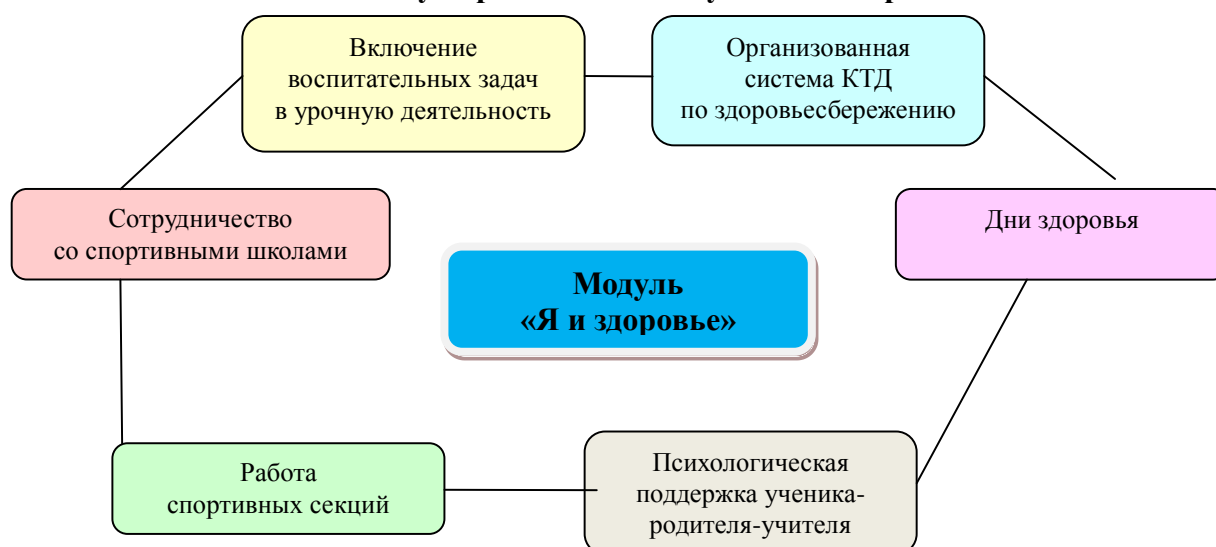 Включение
воспитательных задач
в урочную деятельность
Организованная
система КТД
по здоровьесбережению
Сотрудничество
со спортивными школами
Дни здоровья
Модуль
«Я и здоровье»
Работа
спортивных секций
Психологическая
поддержка ученика-
родителя-учителя